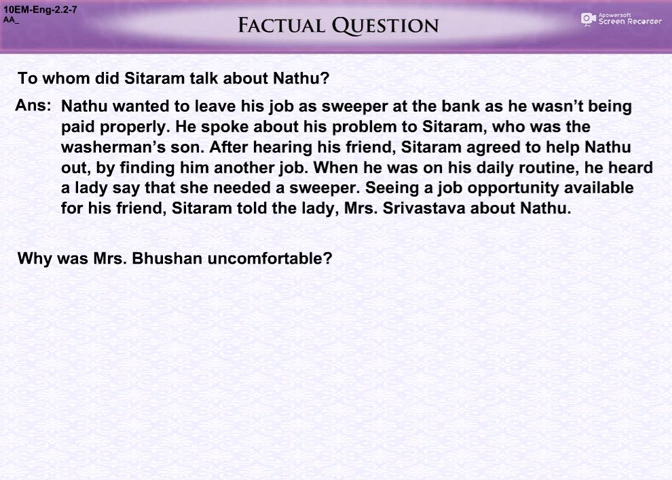 10EM-Eng-2.2-7
AA_
FACTUAL QUESTION
Apowersoft
Screen Recorder
To whom did Sitaram talk about Nathu?
Ans: Nathu wanted to leave his job as sweeper at the bank as he wasn’t being
paid properly. He spoke about his problem to Sitaram, who was the
washerman’s son. After hearing his friend, Sitaram agreed to help Nathu
out, by finding him another job. When he was on his daily routine, he heard
a lady say that she needed a sweeper. Seeing a job opportunity available
for his friend, Sitaram told the lady, Mrs. Srivastava about Nathu.
Why was Mrs. Bhushan uncomfortable?